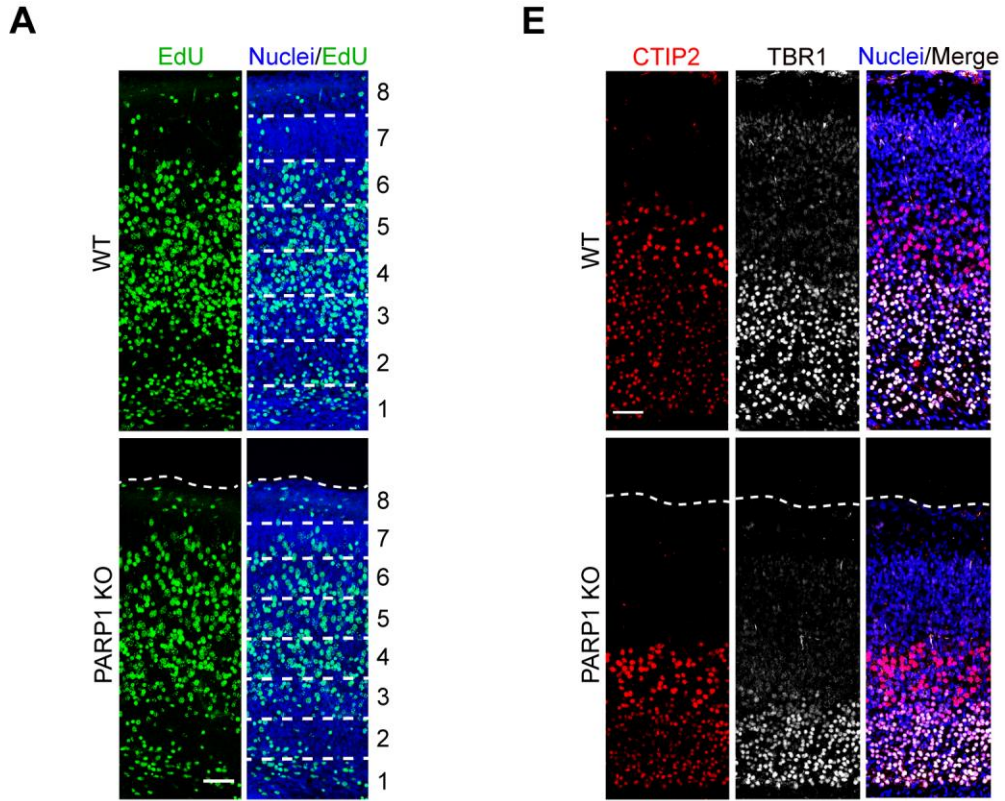 A
EdU
Nuclei/EdU
WT
8
7
6
5
4
3
2
1
PARP1 KO
8
7
6
5
4
3
2
1
E
CTIP2
TBR1
Nuclei/Merge
WT
PARP1 KO